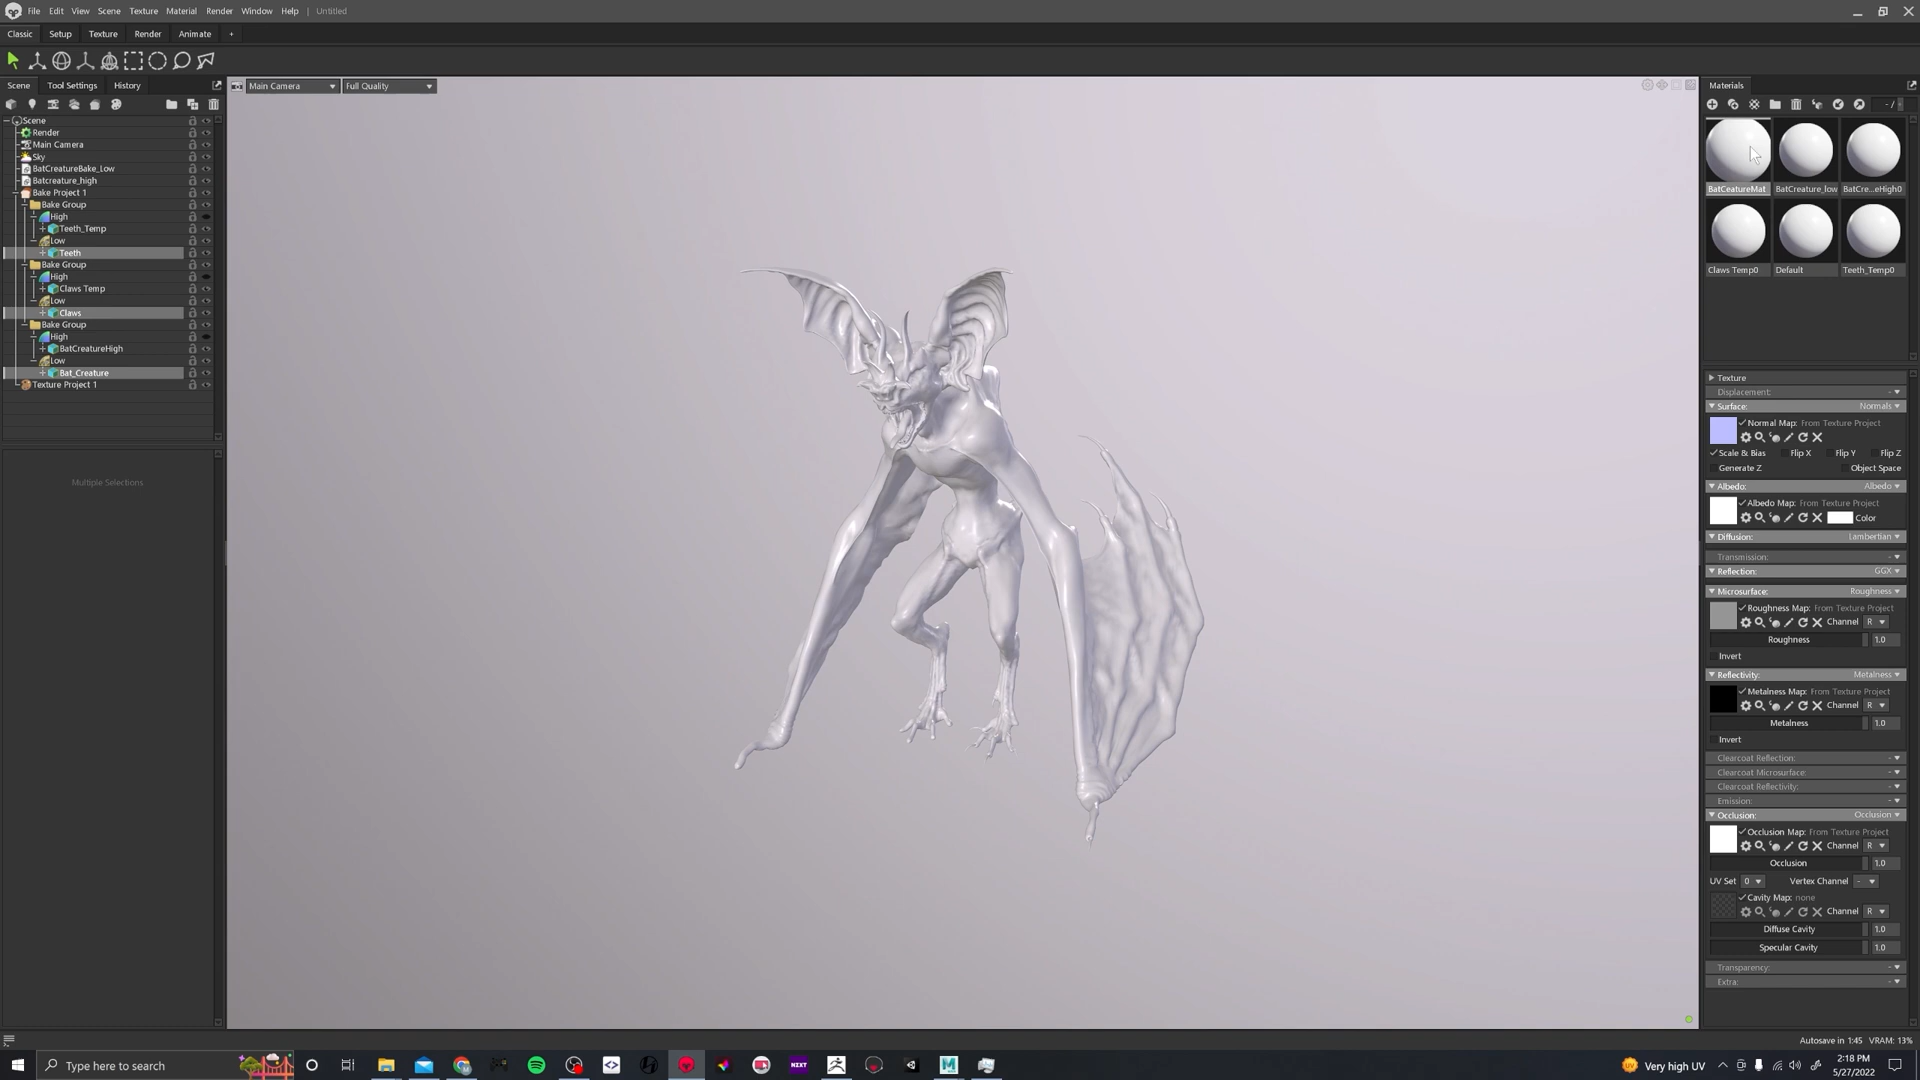 File Edit View Scene Texture Material Render Window Help | Untitled
Classic Setup Texture Render Animate +
Scene Tool Settings History
Main Camera Full Quality
Materials
Scene
Render
Main Camera
Sky
BatCreatureBake_Low
Batcreature_high
Bake Project 1
Bake Group
High
Teeth_Temp
Low
Teeth
Bake Group
High
Claws Temp
Low
Claws
Bake Group
High
BatCreatureHigh
Low
Bat_Creature
Texture Project 1
Multiple Selections
BatCeatureMat BatCreature_low BatCre...eHigh0
Claws Temp0 Default Teeth_Temp0
Texture
Displacement:
Surface: Normals
Normal Map: From Texture Project
Scale & Bias Flip X Flip Y Flip Z
Generate Z Object Space
Albedo: Albedo
Albedo Map: From Texture Project
Color
Diffusion: Lambertian
Transmission:
Reflection: GGX
Microsurface: Roughness
Roughness Map: From Texture Project
Channel R
Roughness 1.0
Invert
Reflectivity: Metalness
Metalness Map: From Texture Project
Channel R
Metalness 1.0
Invert
Clearcoat Reflection:
Clearcoat Microsurface:
Clearcoat Reflectivity:
Emission:
Occlusion: Occlusion
Occlusion Map: From Texture Project
Channel R
Occlusion 1.0
UV Set 0 Vertex Channel -
Cavity Map: none
Channel R
Diffuse Cavity 1.0
Specular Cavity 1.0
Transparency:
Extra:
Autosave in 1:45 VRAM: 13%
Type here to search
NZXT
Very high UV
2:18 PM
5/27/2022